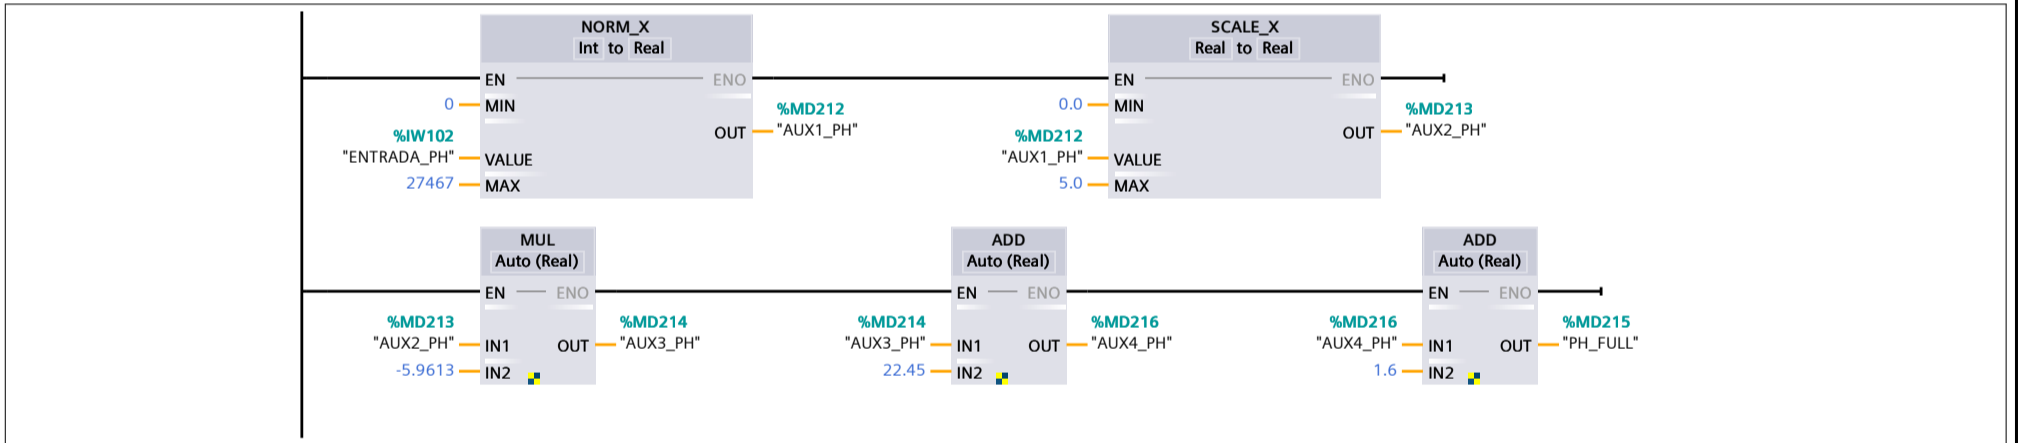 NORM_X
Int to Real
EN ENO
0 MIN
%MD212
"AUX1_PH"
OUT
%IW102
"ENTRADA_PH" VALUE
27467 MAX
SCALE_X
Real to Real
EN ENO
0.0 MIN
%MD213
"AUX2_PH"
OUT
%MD212
"AUX1_PH" VALUE
5.0 MAX
MUL
Auto (Real)
EN ENO
%MD213
"AUX2_PH" IN1
OUT
%MD214
"AUX3_PH"
-5.9613 IN2
ADD
Auto (Real)
EN ENO
%MD214
"AUX3_PH" IN1
OUT
%MD216
"AUX4_PH"
22.45 IN2
ADD
Auto (Real)
EN ENO
%MD216
"AUX4_PH" IN1
OUT
%MD215
"PH_FULL"
1.6 IN2